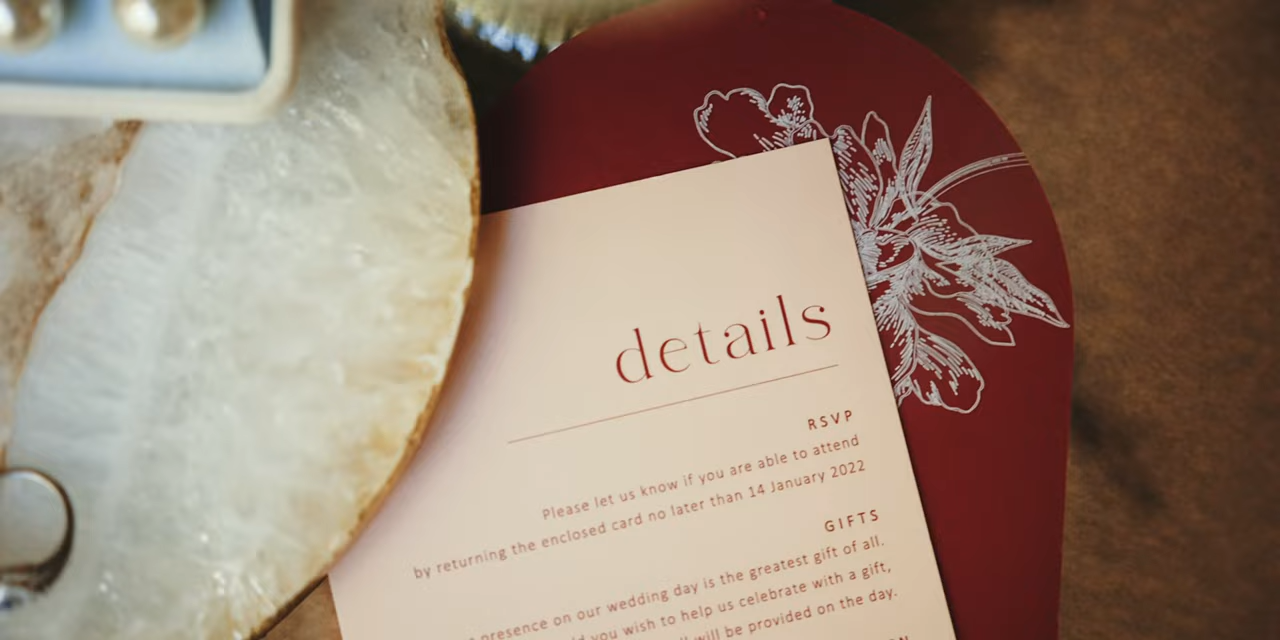 details
RSVP
Please let us know if you are able to attend
by returning the enclosed card no later than 14 January 2022
GIFTS
presence on our wedding day is the greatest gift of all.
you wish to help us celebrate with a gift,
will be provided on the day.